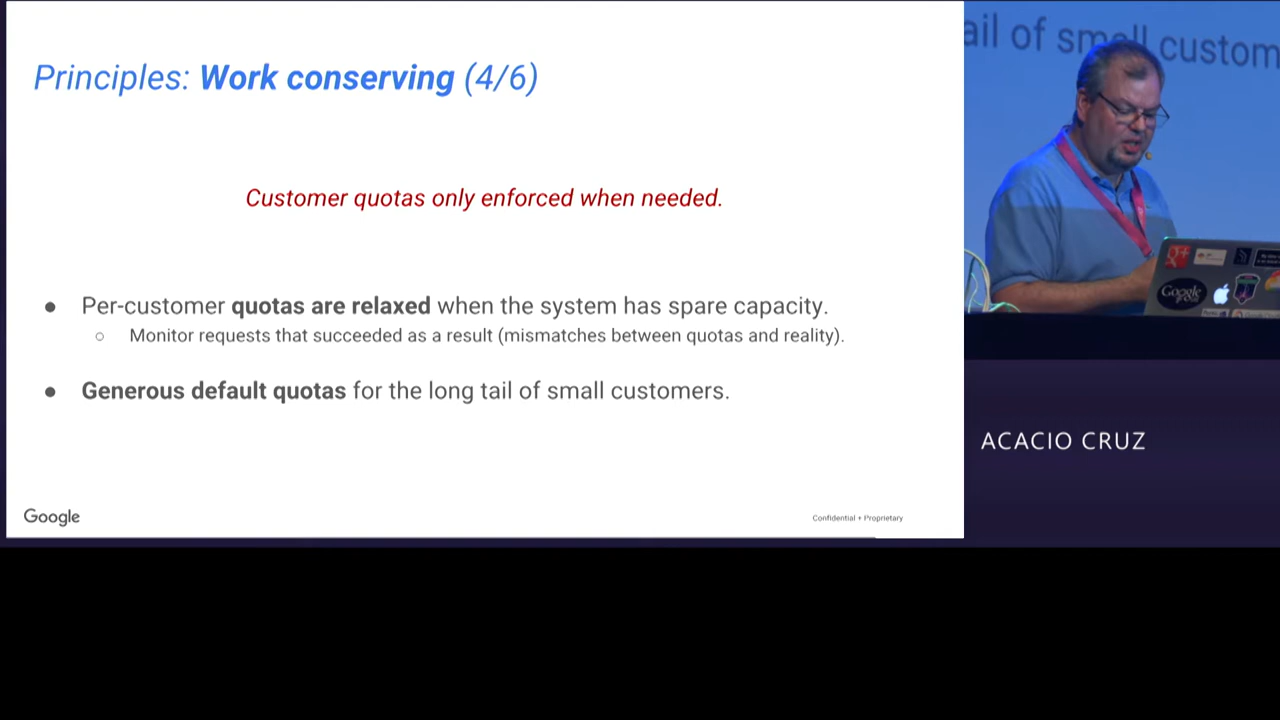 Principles: Work conserving (4/6)
Customer quotas only enforced when needed.
● Per-customer quotas are relaxed when the system has spare capacity.
○ Monitor requests that succeeded as a result (mismatches between quotas and reality).
● Generous default quotas for the long tail of small customers.
Google
Confidential + Proprietary
ail of small custom
Google
ACACIO CRUZ